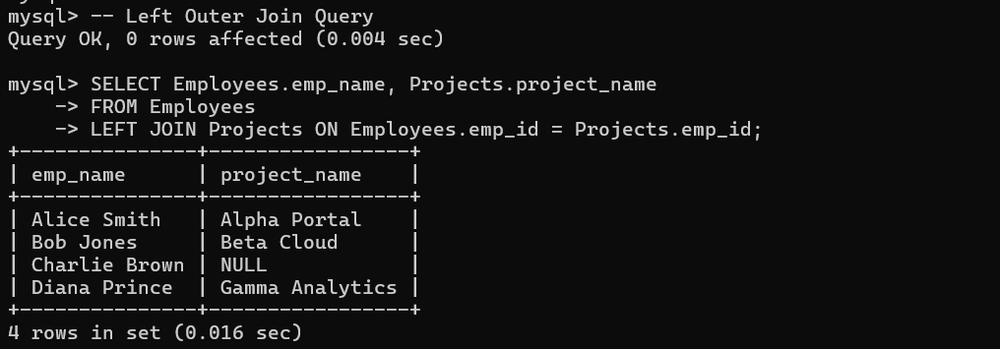 mysql> -- Left Outer Join Query
Query OK, 0 rows affected (0.004 sec)

mysql> SELECT Employees.emp_name, Projects.project_name
    -> FROM Employees
    -> LEFT JOIN Projects ON Employees.emp_id = Projects.emp_id;
+---------------+-----------------+
| emp_name      | project_name    |
+---------------+-----------------+
| Alice Smith   | Alpha Portal    |
| Bob Jones     | Beta Cloud      |
| Charlie Brown | NULL            |
| Diana Prince  | Gamma Analytics |
+---------------+-----------------+
4 rows in set (0.016 sec)